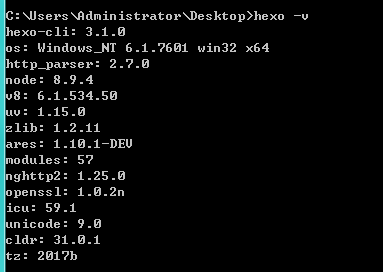 C:\Users\Administrator\Desktop>hexo -v
hexo-cli: 3.1.0
os: Windows_NT 6.1.7601 win32 x64
http_parser: 2.7.0
node: 8.9.4
v8: 6.1.534.50
uv: 1.15.0
zlib: 1.2.11
ares: 1.10.1-DEV
modules: 57
nghttp2: 1.25.0
openssl: 1.0.2n
icu: 59.1
unicode: 9.0
cldr: 31.0.1
tz: 2017b